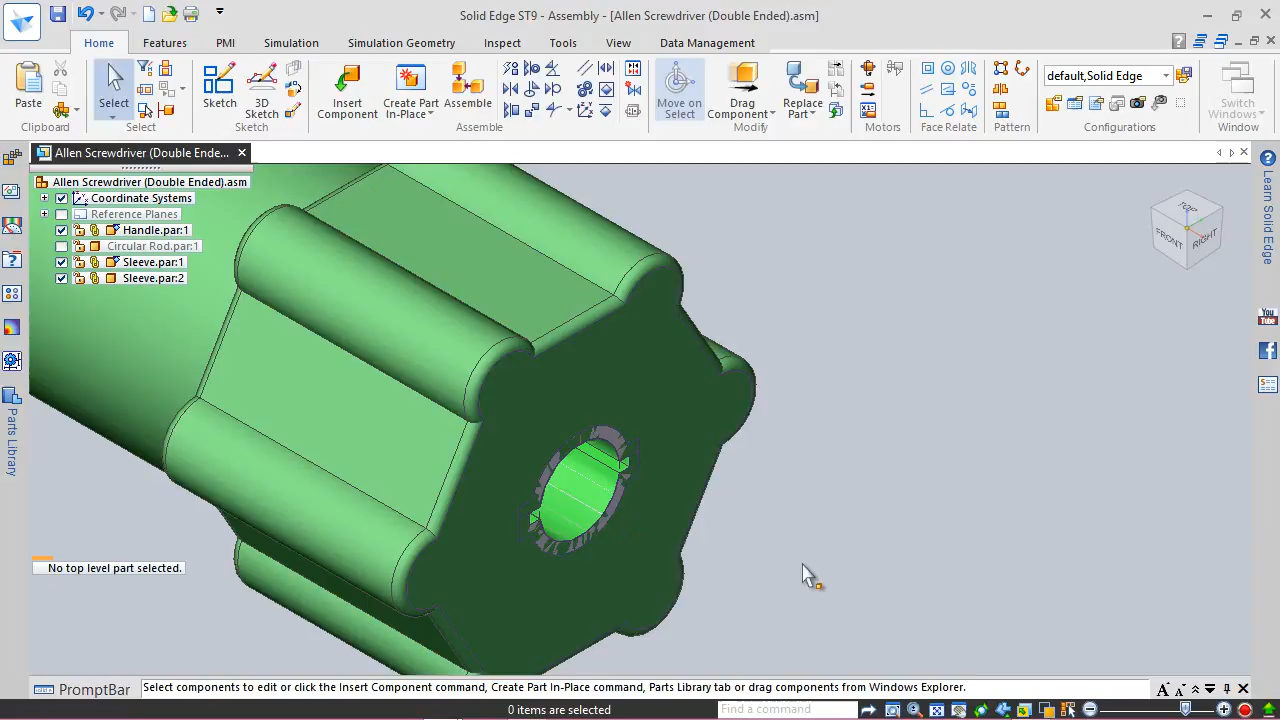 Solid Edge ST9 - Assembly - [Allen Screwdriver (Double Ended).asm]
Home Features PMI Simulation Simulation Geometry Inspect Tools View Data Management
Paste
Clipboard
Select
Select
Sketch
3D Sketch
Sketch
Insert Component
Create Part In-Place
Assemble
Assemble
Move on Select
Drag Component
Replace Part
Modify
Motors
Face Relate
Pattern
default,Solid Edge
Configurations
Switch Windows
Window
Allen Screwdriver (Double Ende...
Allen Screwdriver (Double Ended).asm
Coordinate Systems
Reference Planes
Handle.par:1
Circular Rod.par:1
Sleeve.par:1
Sleeve.par:2
Parts Library
TOP
FRONT
RIGHT
Learn Solid Edge
You Tube
No top level part selected.
PromptBar
Select components to edit or click the Insert Component command, Create Part In-Place command, Parts Library tab or drag components from Windows Explorer.
0 items are selected
Find a command